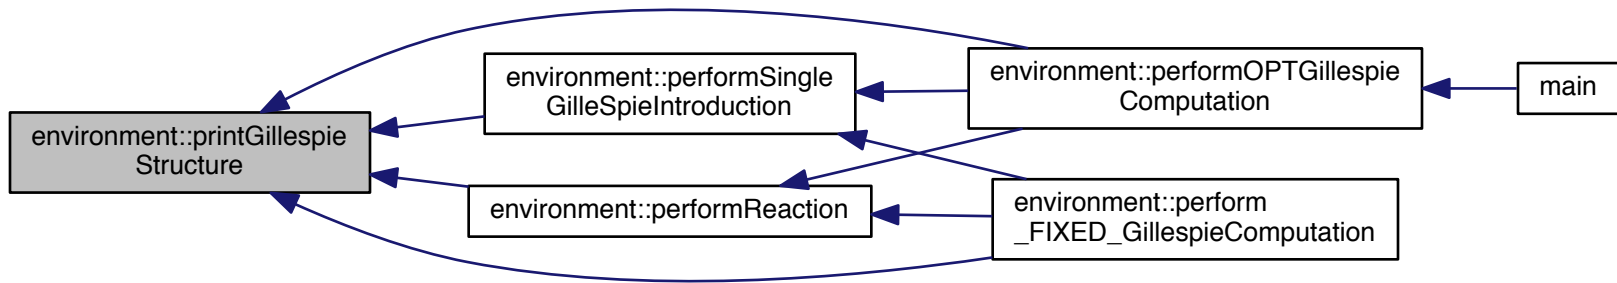 environment::printGillespie
Structure
environment::performSingle
GilleSpieIntroduction
environment::performReaction
environment::performOPTGillespie
Computation
environment::perform
_FIXED_GillespieComputation
main